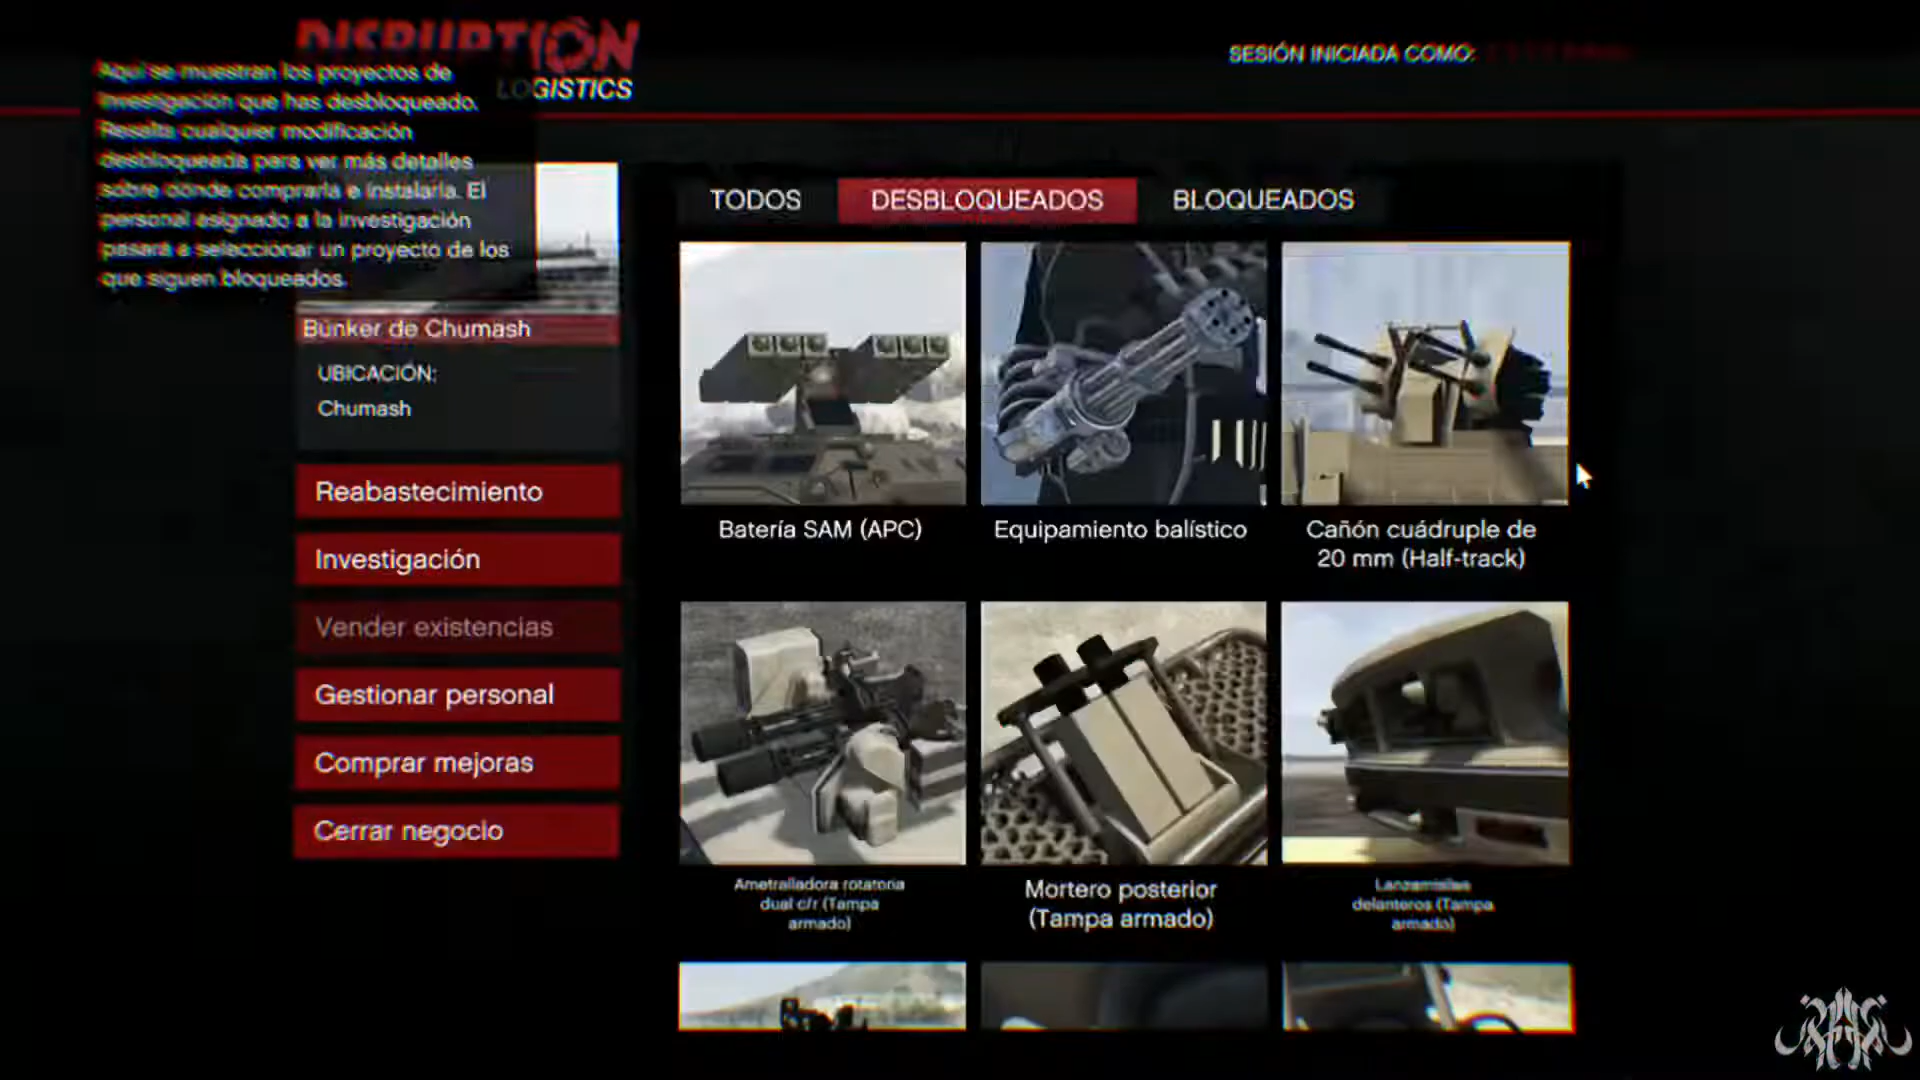 DISRUPTION
LOGISTICS
SESIÓN INICIADA COMO:
Aquí se muestran los proyectos de
investigación que has desbloqueado.
Resalta cualquier modificación
desbloqueada para ver más detalles
sobre dónde comprarla e instalarla. El
personal asignado a la investigación
pasará a seleccionar un proyecto de los
que siguen bloqueados.
Búnker de Chumash
UBICACIÓN:
Chumash
Reabastecimiento
Investigación
Vender existencias
Gestionar personal
Comprar mejoras
Cerrar negocio
TODOS
DESBLOQUEADOS
BLOQUEADOS
Batería SAM (APC)
Equipamiento balístico
Cañón cuádruple de
20 mm (Half-track)
Ametralladora rotatoria
dual c/r (Tampa
armado)
Mortero posterior
(Tampa armado)
Lanzamisiles
delanteros (Tampa
armado)